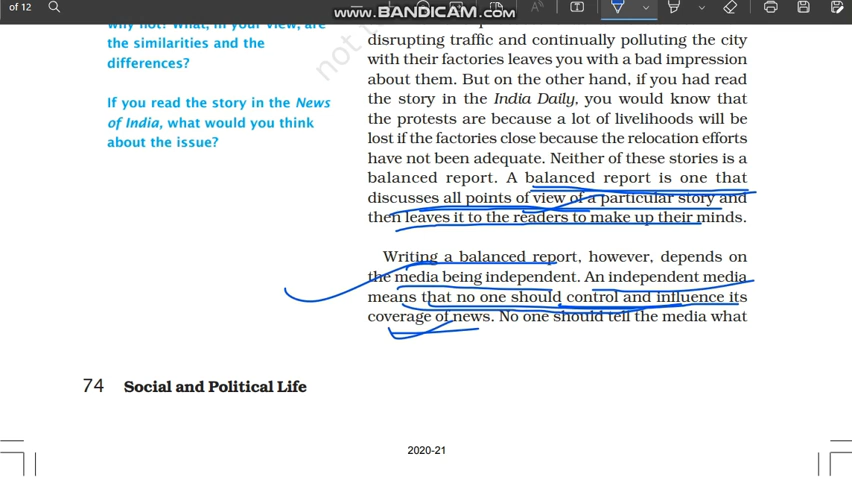 of 12
www.BANDICAM.com
why not? What, in your view, are
the similarities and the
differences?
If you read the story in the News
of India, what would you think
about the issue?
not
disrupting traffic and continually polluting the city
with their factories leaves you with a bad impression
about them. But on the other hand, if you had read
the story in the India Daily, you would know that
the protests are because a lot of livelihoods will be
lost if the factories close because the relocation efforts
have not been adequate. Neither of these stories is a
balanced report. A balanced report is one that
discusses all points of view of a particular story and
then leaves it to the readers to make up their minds.
Writing a balanced report, however, depends on
the media being independent. An independent media
means that no one should control and influence its
coverage of news. No one should tell the media what
74 Social and Political Life
2020-21